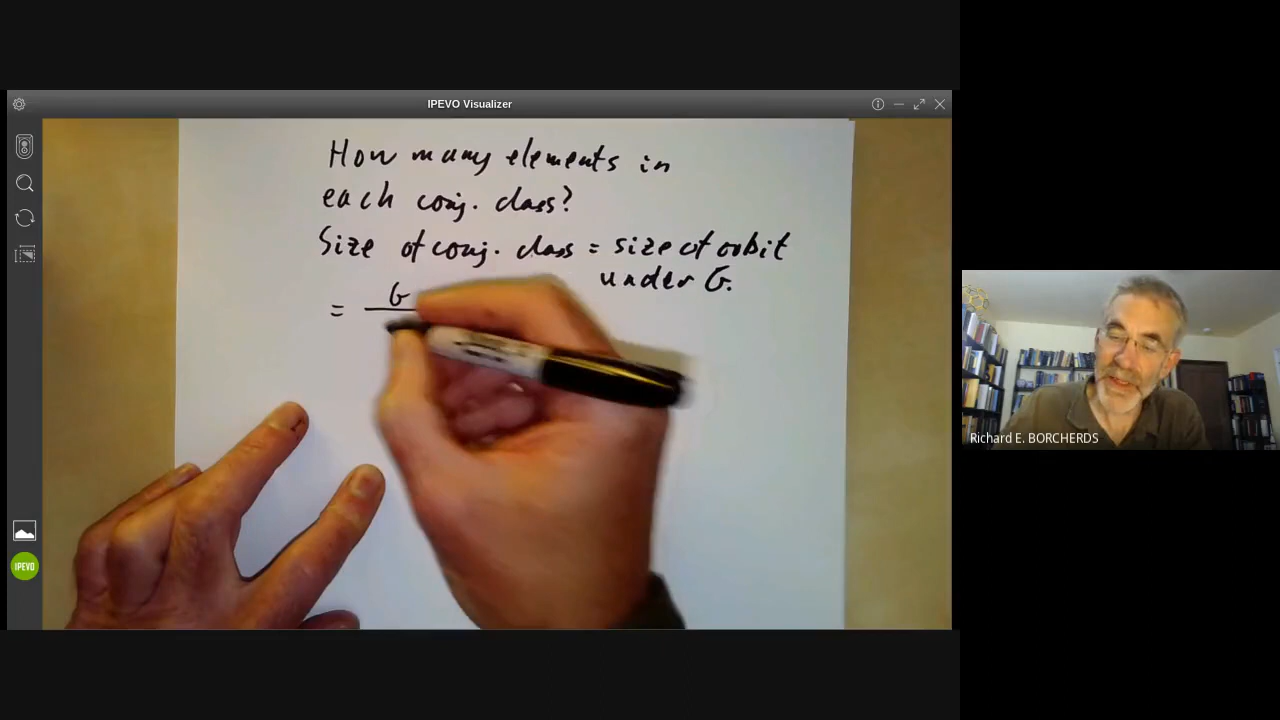 IPEVO Visualizer
How many elements in
each conj. class?
Size of conj. class = size of orbit
under G.
= G
IPEVO
Richard E. BORCHERDS